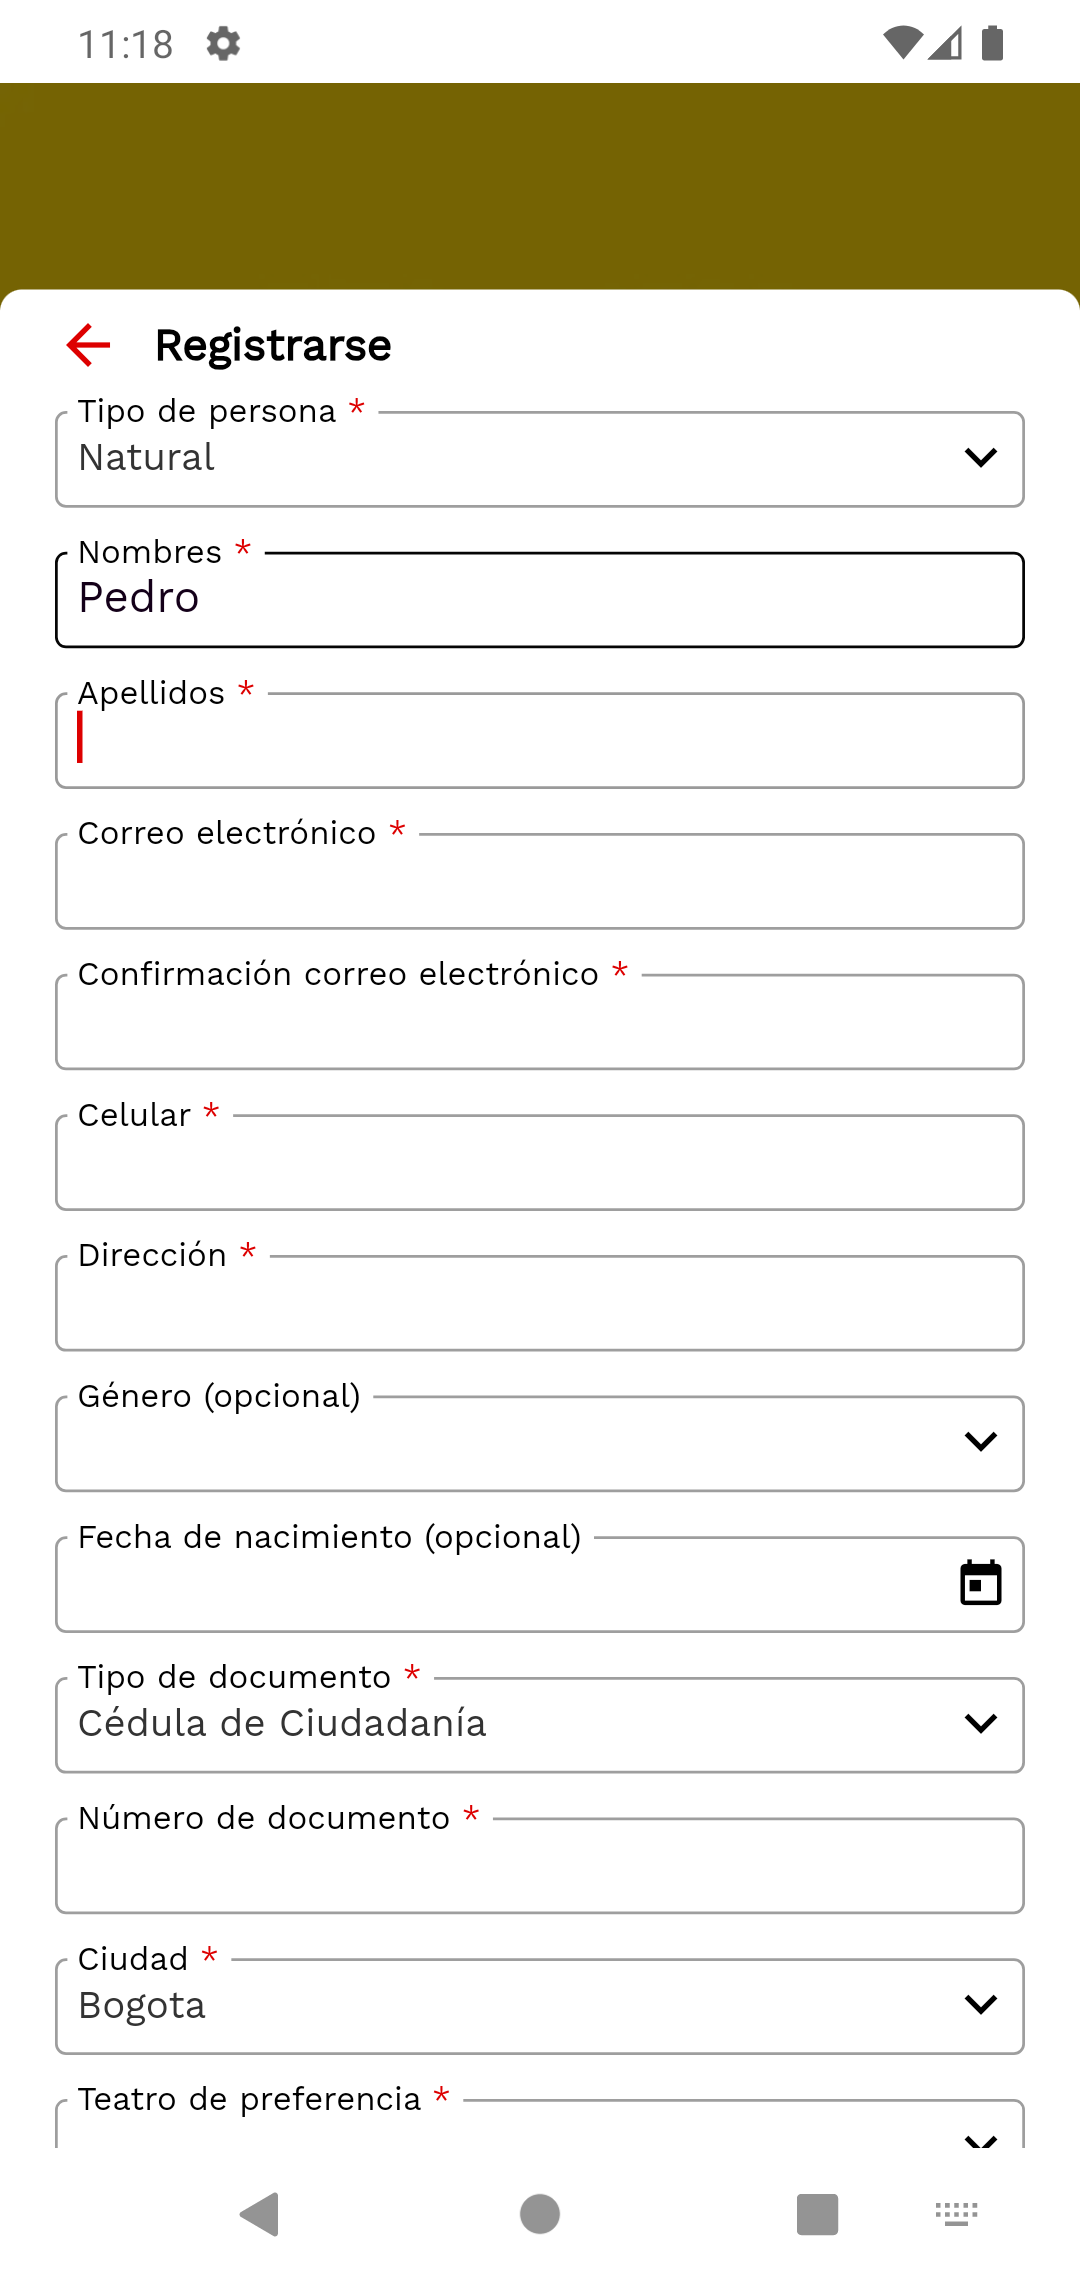 11:18
Registrarse
Tipo de persona *
Natural
Nombres *
Pedro
Apellidos *
Correo electrónico *
Confirmación correo electrónico *
Celular *
Dirección *
Género (opcional)
Fecha de nacimiento (opcional)
Tipo de documento *
Cédula de Ciudadanía
Número de documento *
Ciudad *
Bogota
Teatro de preferencia *